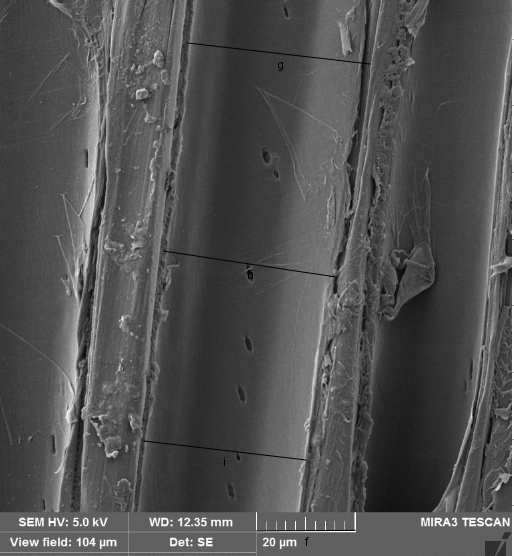 g
h
i
SEM HV: 5.0 kV WD: 12.35 mm MIRA3 TESCAN
View field: 104 µm Det: SE 20 µm f